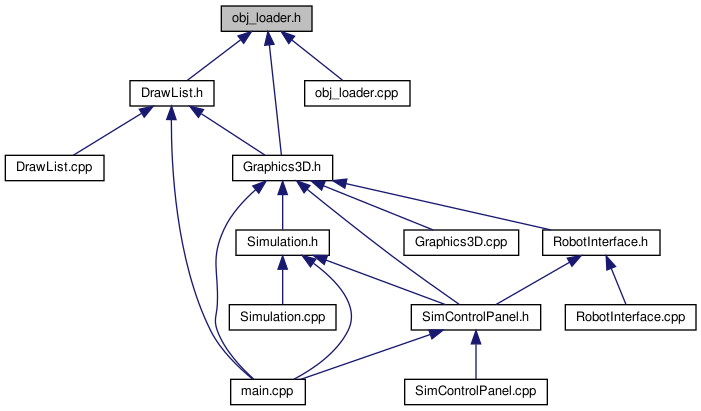 obj_loader.h
DrawList.h
obj_loader.cpp
DrawList.cpp
Graphics3D.h
Simulation.h
Graphics3D.cpp
RobotInterface.h
Simulation.cpp
SimControlPanel.h
RobotInterface.cpp
main.cpp
SimControlPanel.cpp